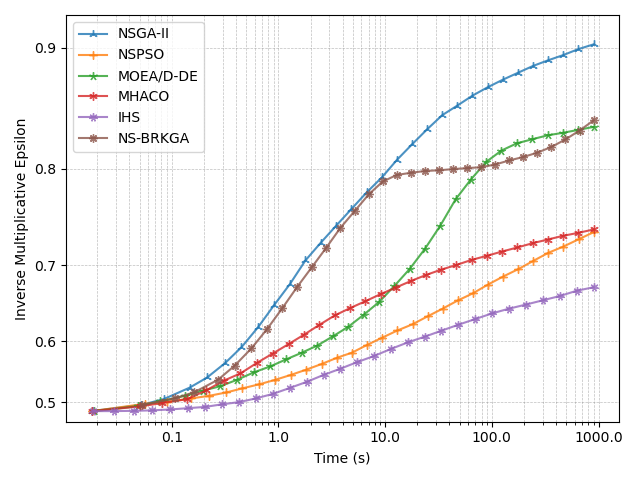 NSGA-II
NSPSO
MOEA/D-DE
MHACO
IHS
NS-BRKGA
Inverse Multiplicative Epsilon
0.9
0.8
0.7
0.6
0.5
0.1
1.0
10.0
100.0
1000.0
Time (s)